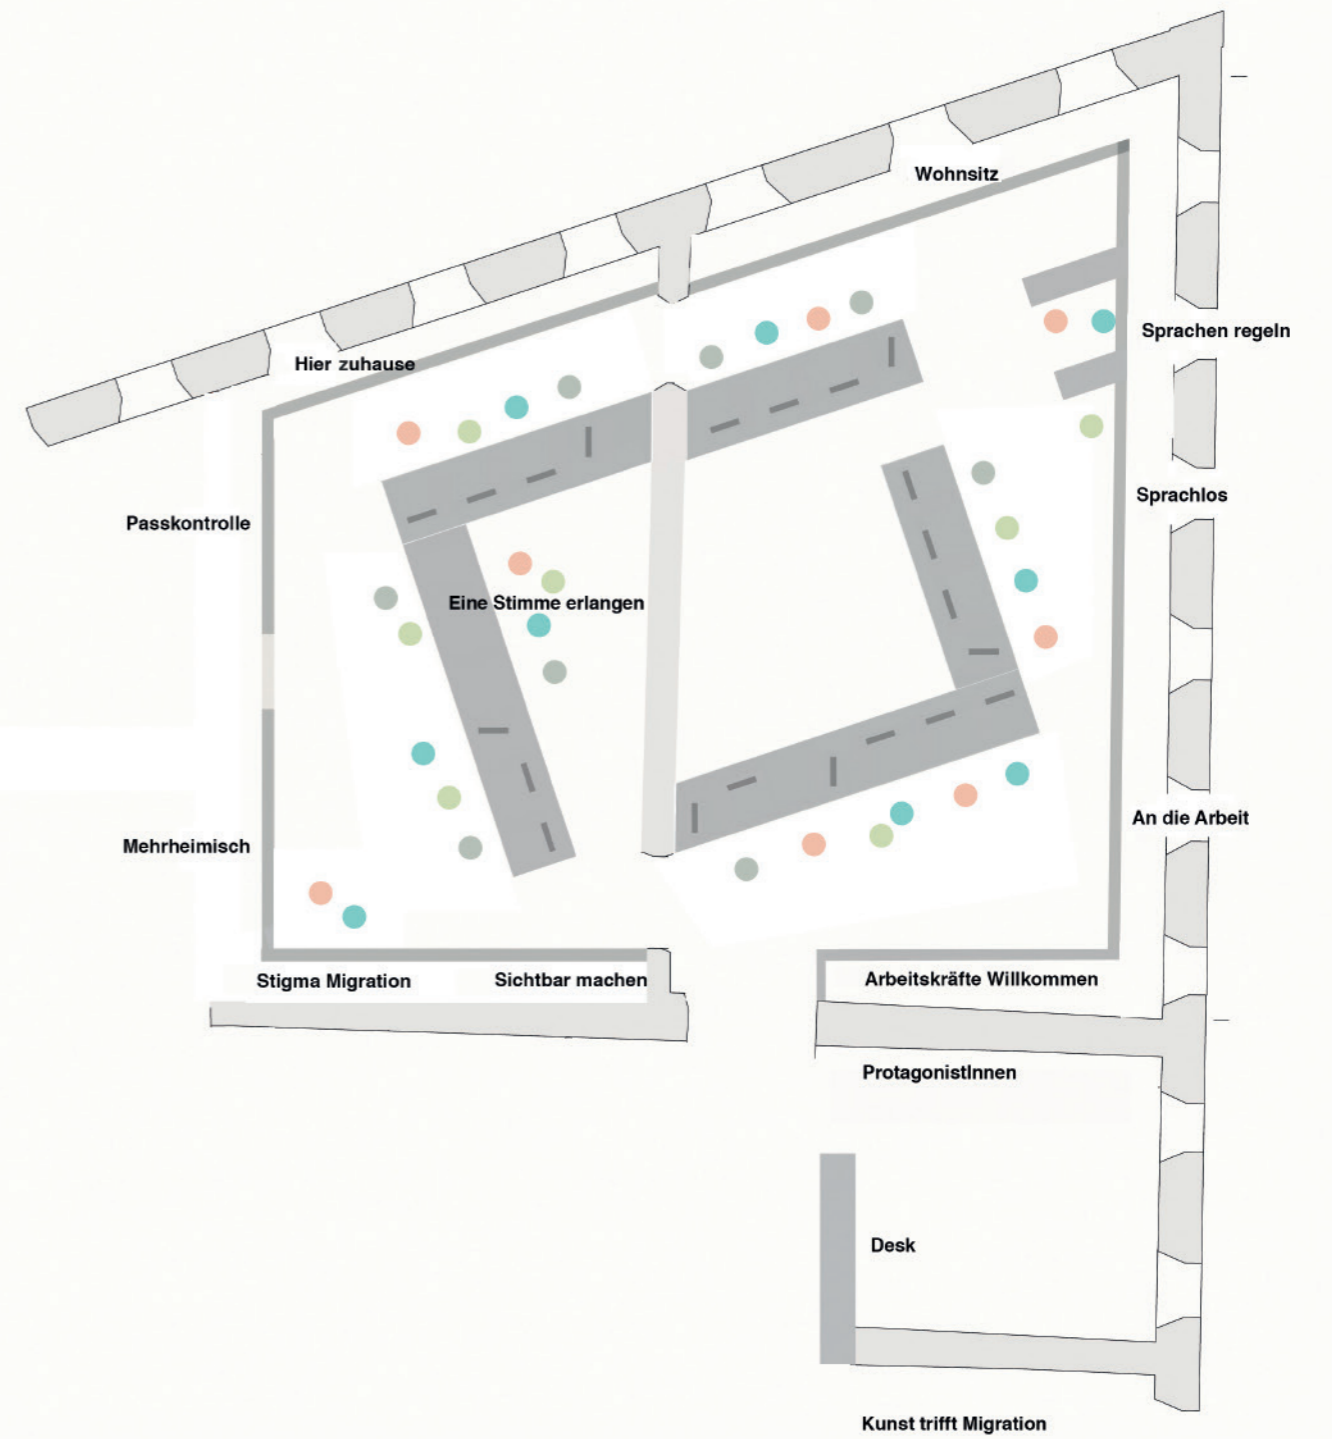 Wohnsitz
Sprachen regeln
Hier zuhause
Sprachlos
Passkontrolle
Eine Stimme erlangen
An die Arbeit
Mehrheimisch
Stigma Migration
Sichtbar machen
Arbeitskräfte Willkommen
ProtagonistInnen
Desk
Kunst trifft Migration